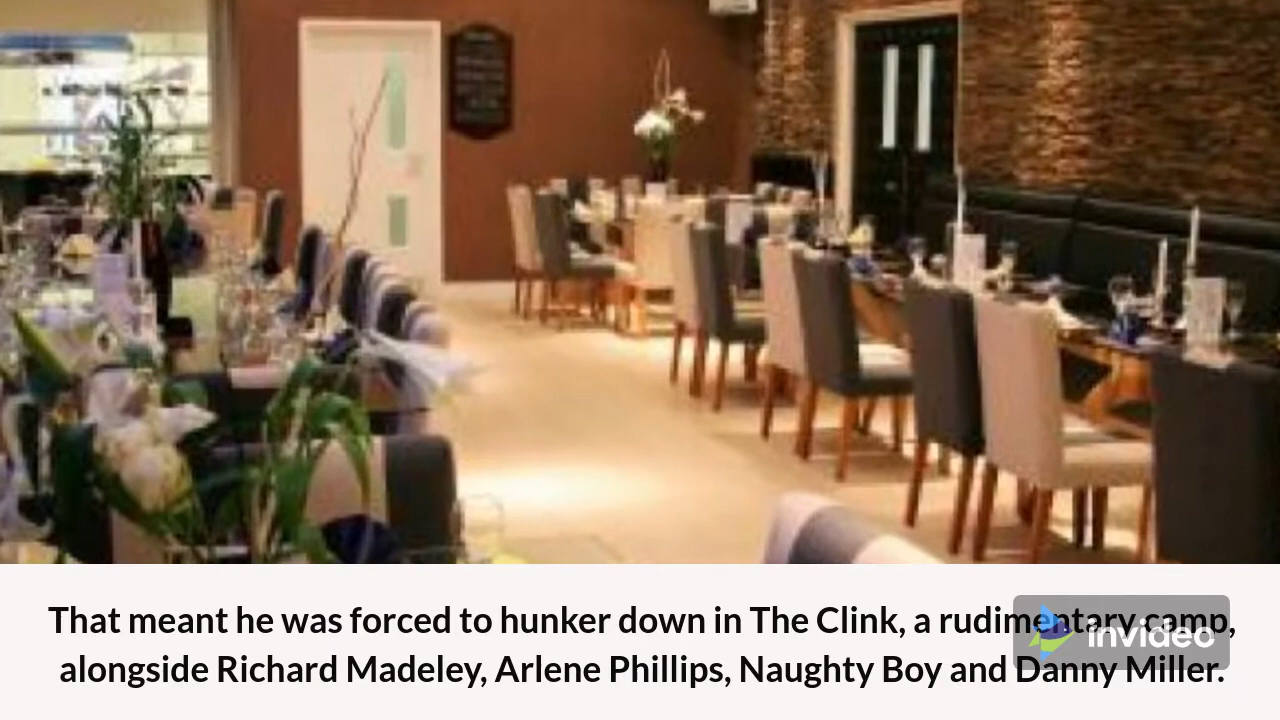 That meant he was forced to hunker down in The Clink, a rudimentary camp,
alongside Richard Madeley, Arlene Phillips, Naughty Boy and Danny Miller.
invideo